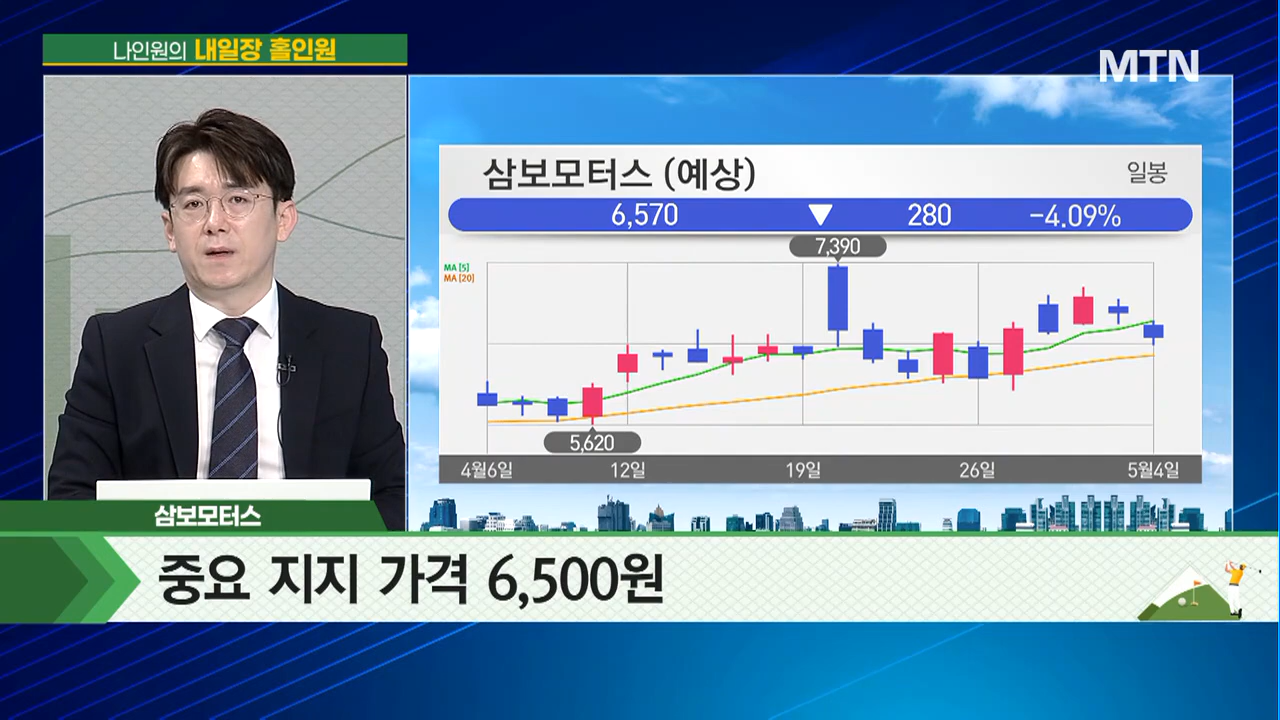 나인원의 내일장 홀인원
MTN
삼보모터스 (예상)
일봉
6,570 ▼ 280 -4.09%
7,390
MA [5]
MA [20]
5,620
4월6일 12일 19일 26일 5월4일
삼보모터스
중요 지지 가격 6,500원